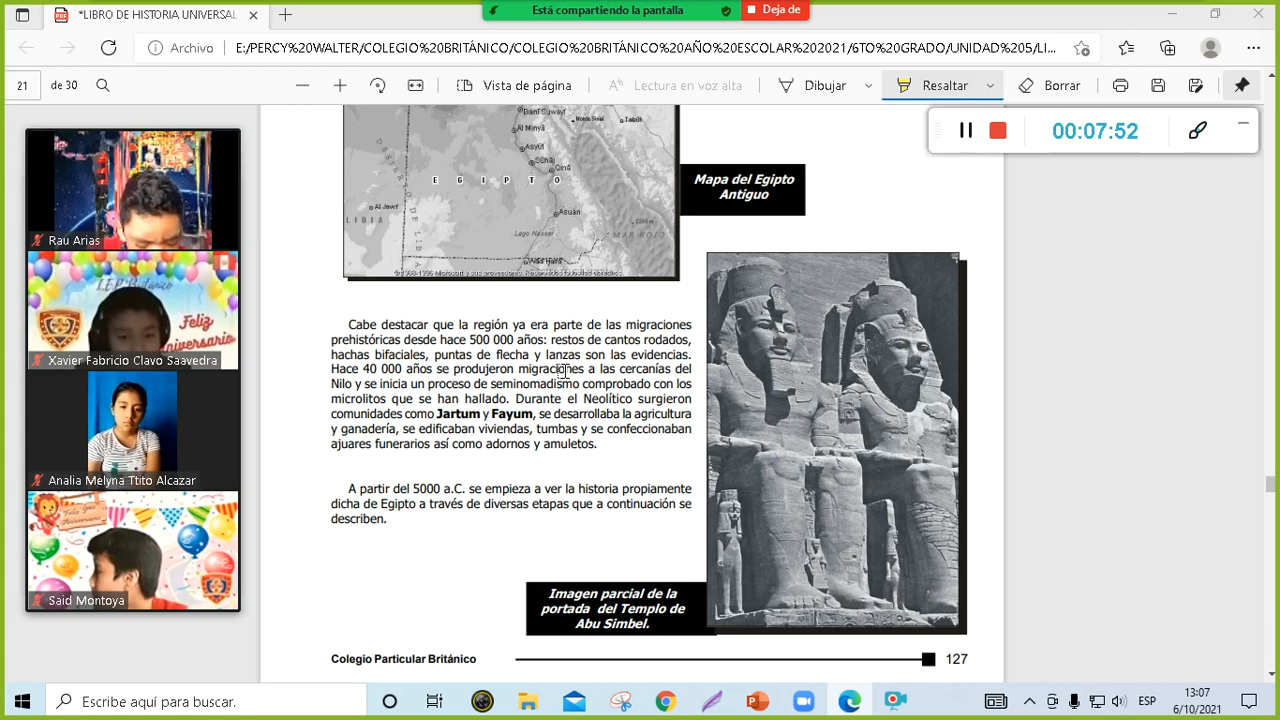 *LIBRO DE HISTORIA UNIVERSAL
Está compartiendo la pantalla
Deja de
Archivo
E:/PERCY%20WALTER/COLEGIO%20BRITÁNICO/COLEGIO%20BRITÁNICO%20AÑO%20ESCOLAR%202021/6TO%20GRADO/UNIDAD%205/LI...
21
de 30
Vista de página
Lectura en voz alta
Dibujar
Resaltar
Borrar
00:07:52
Banī Suwayf
Al Minyā
Asyūt
Sūhāj
Qinā
Monte Sinaí
Tabūk
E G I P T O
Al Jawf
LIBIA
Asuán
Lago Nasser
MAR ROJO
Mapa del Egipto
Antiguo
Rau Arias
I.E.P. Británico
Feliz
Aniversario
Xavier Fabricio Clavo Saavedra
Analia Melyna Ttito Alcazar
Said Montoya
Cabe destacar que la región ya era parte de las migraciones
prehistóricas desde hace 500 000 años: restos de cantos rodados,
hachas bifaciales, puntas de flecha y lanzas son las evidencias.
Hace 40 000 años se produjeron migraciones a las cercanías del
Nilo y se inicia un proceso de seminomadismo comprobado con los
microlitos que se han hallado. Durante el Neolítico surgieron
comunidades como Jartum y Fayum, se desarrollaba la agricultura
y ganadería, se edificaban viviendas, tumbas y se confeccionaban
ajuares funerarios así como adornos y amuletos.
A partir del 5000 a.C. se empieza a ver la historia propiamente
dicha de Egipto a través de diversas etapas que a continuación se
describen.
Imagen parcial de la
portada del Templo de
Abu Simbel.
Colegio Particular Británico
127
Escribe aquí para buscar.
ESP
13:07
6/10/2021